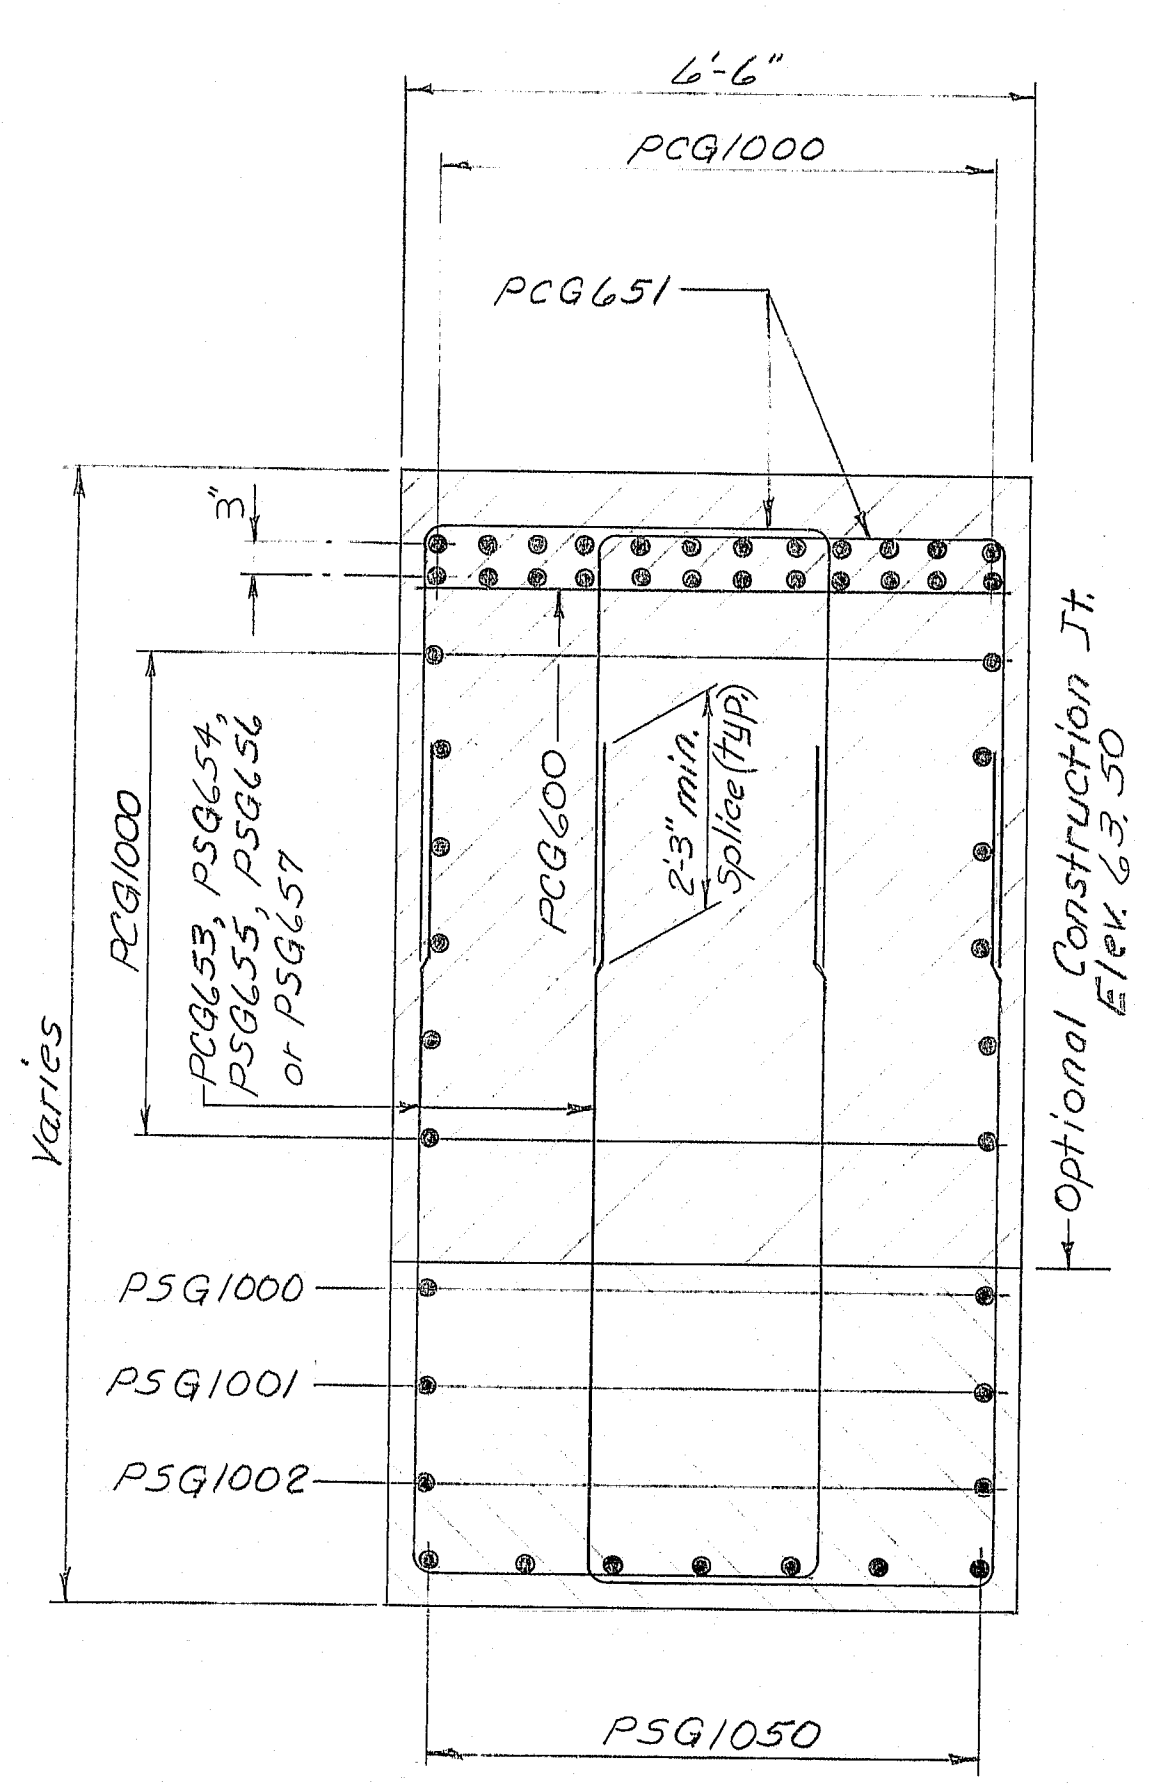 6'-6"
PCG1000
PCG651
3"
Varies
PCG1000
PCG653, PSG654,
PSG655, PSG656
or PSG657
PCG600
2'-3" min.
Splice (typ.)
Optional Construction Jt.
Elev. 63.50
PSG1000
PSG1001
PSG1002
PSG1050